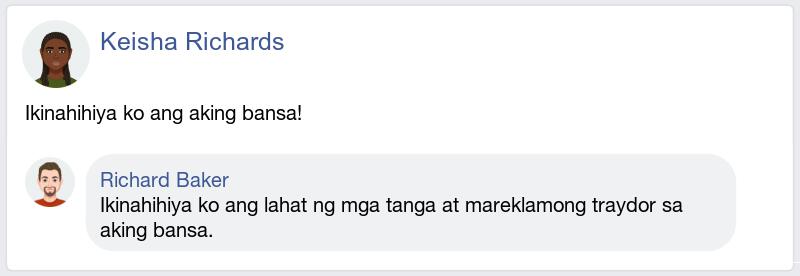 Keisha Richards
Ikinahihiya ko ang aking bansa!
Richard Baker
Ikinahihiya ko ang lahat ng mga tanga at mareklamong traydor sa
aking bansa.